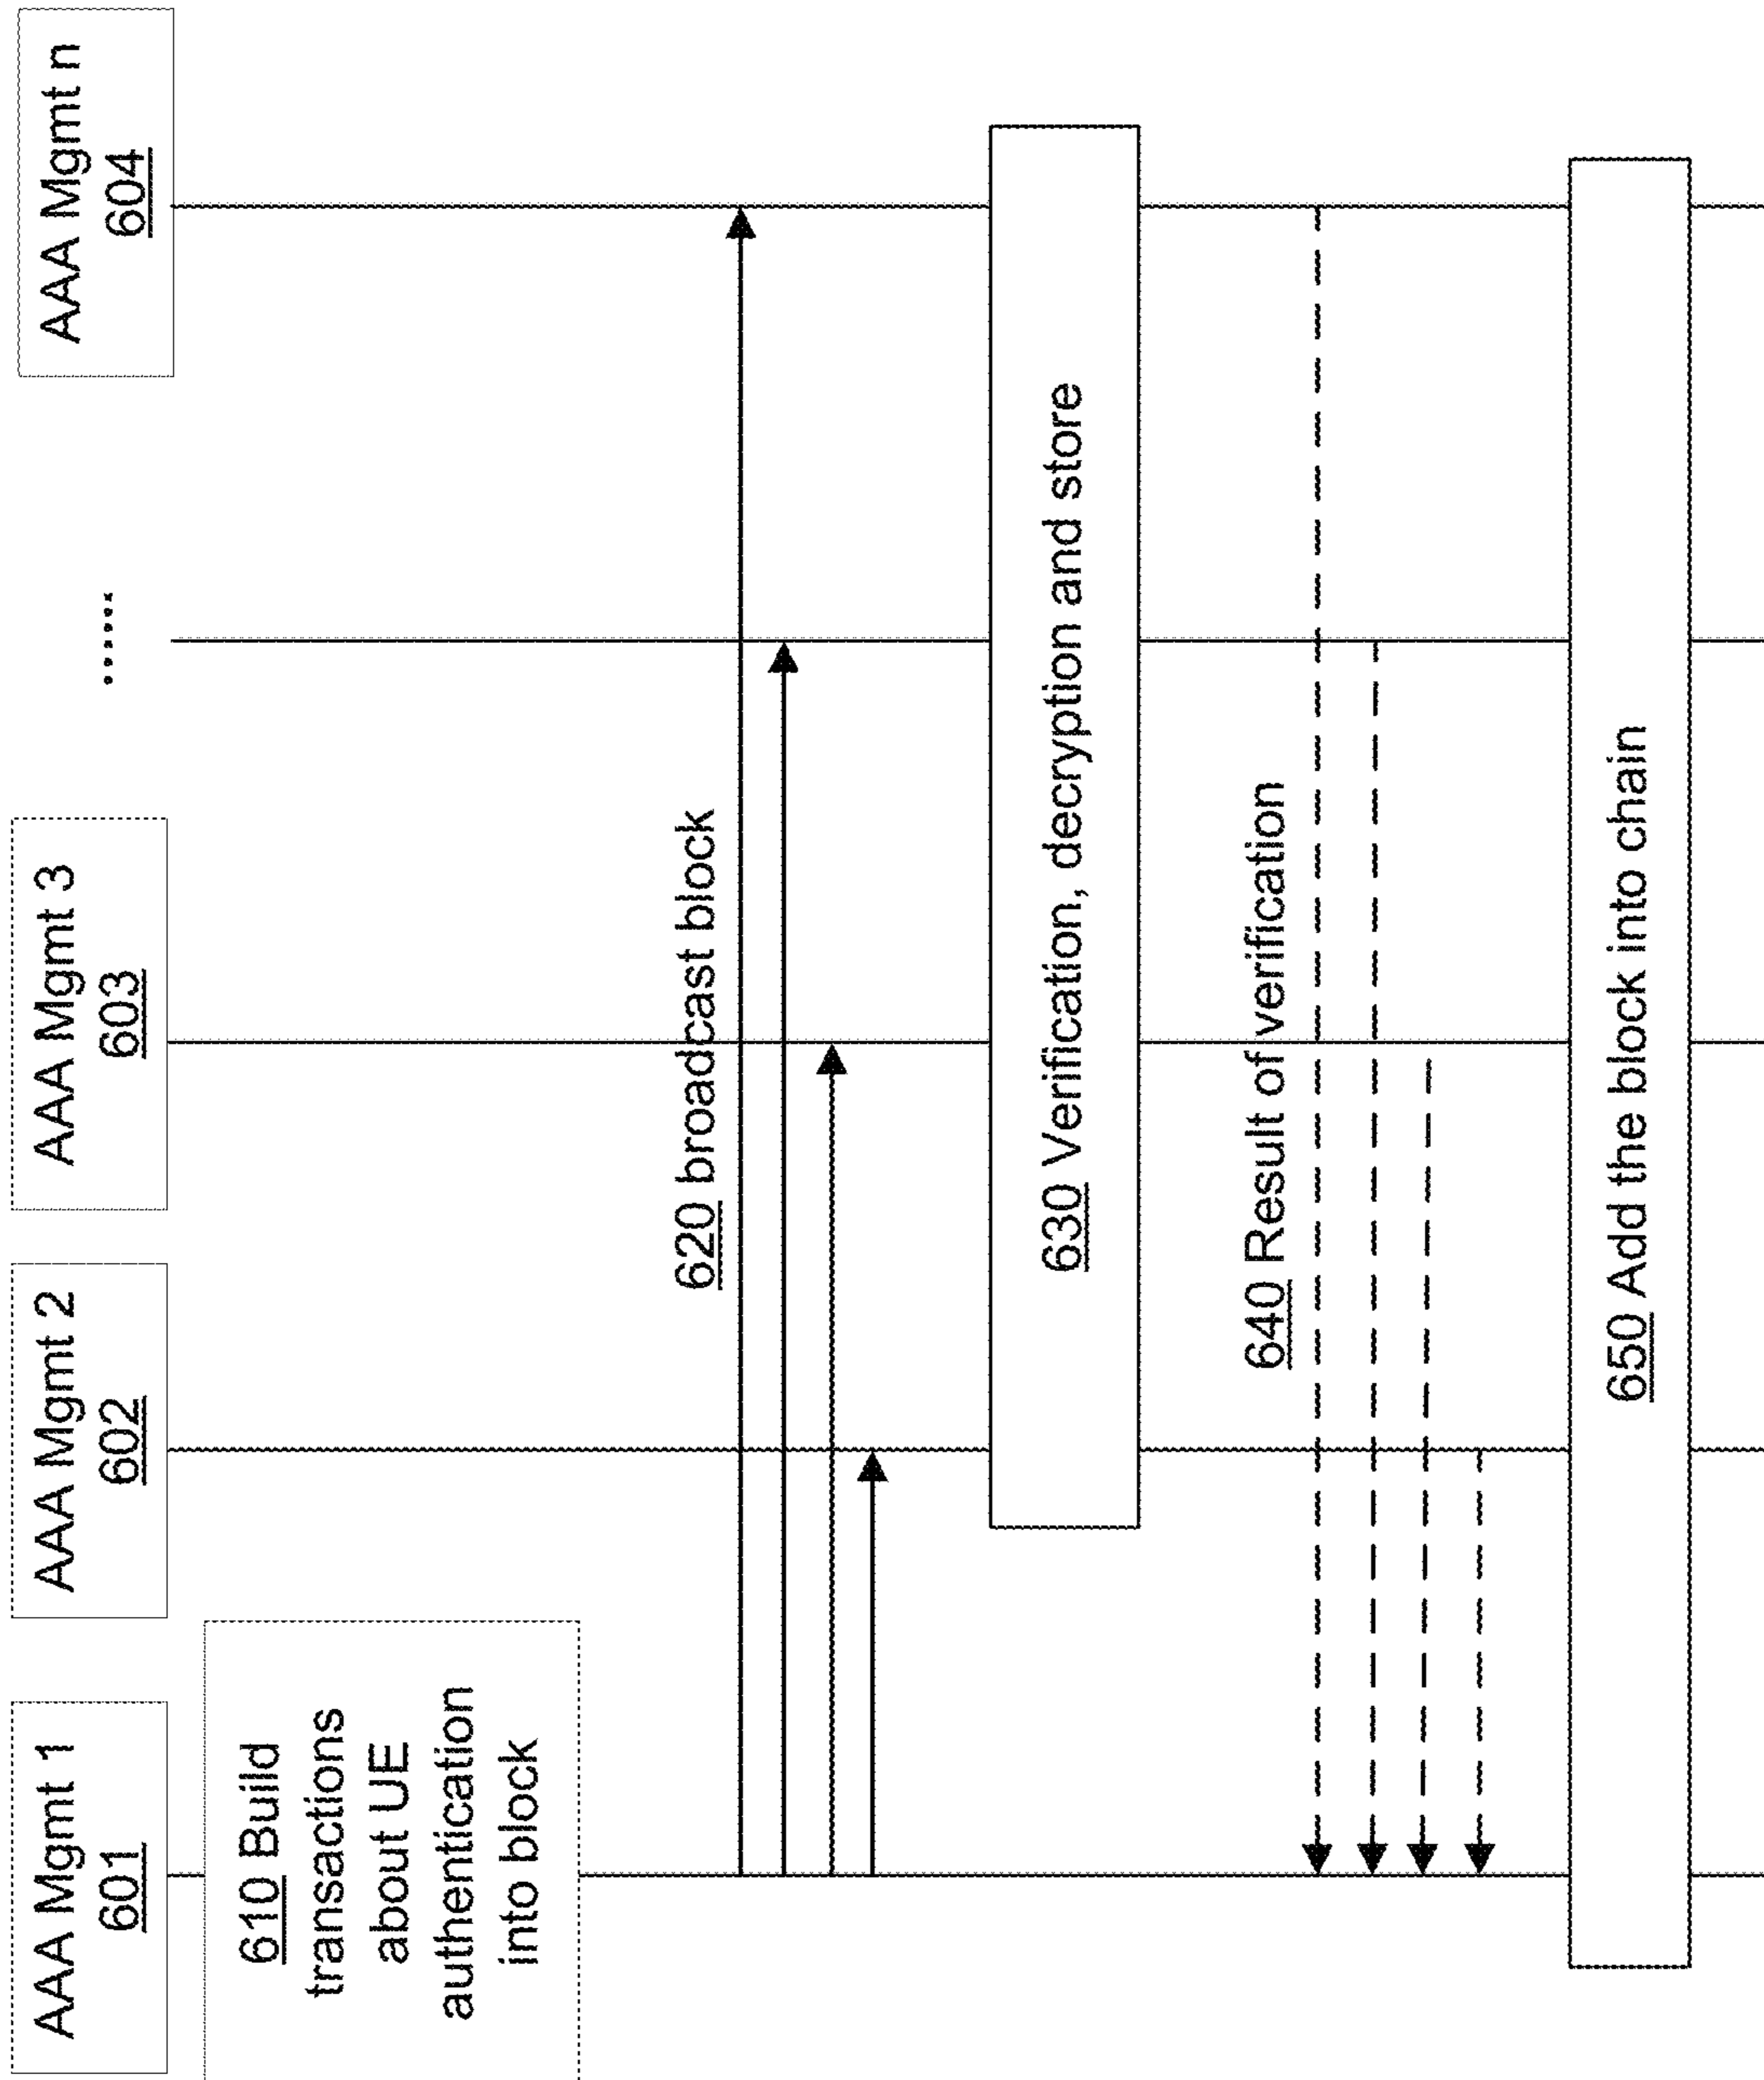 AAA Mgmt 1
601
AAA Mgmt 2
602
AAA Mgmt 3
603
......
AAA Mgmt n
604
610 Build
transactions
about UE
authentication
into block
620 broadcast block
630 Verification, decryption and store
640 Result of verification
650 Add the block into chain